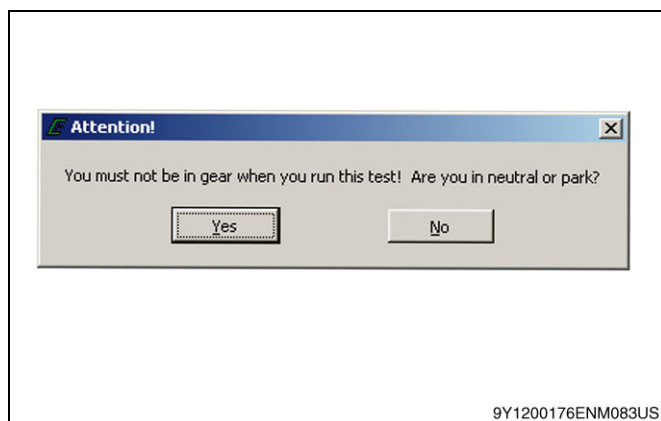 Attention!
You must not be in gear when you run this test! Are you in neutral or park?
Yes
No
9Y1200176ENM083US